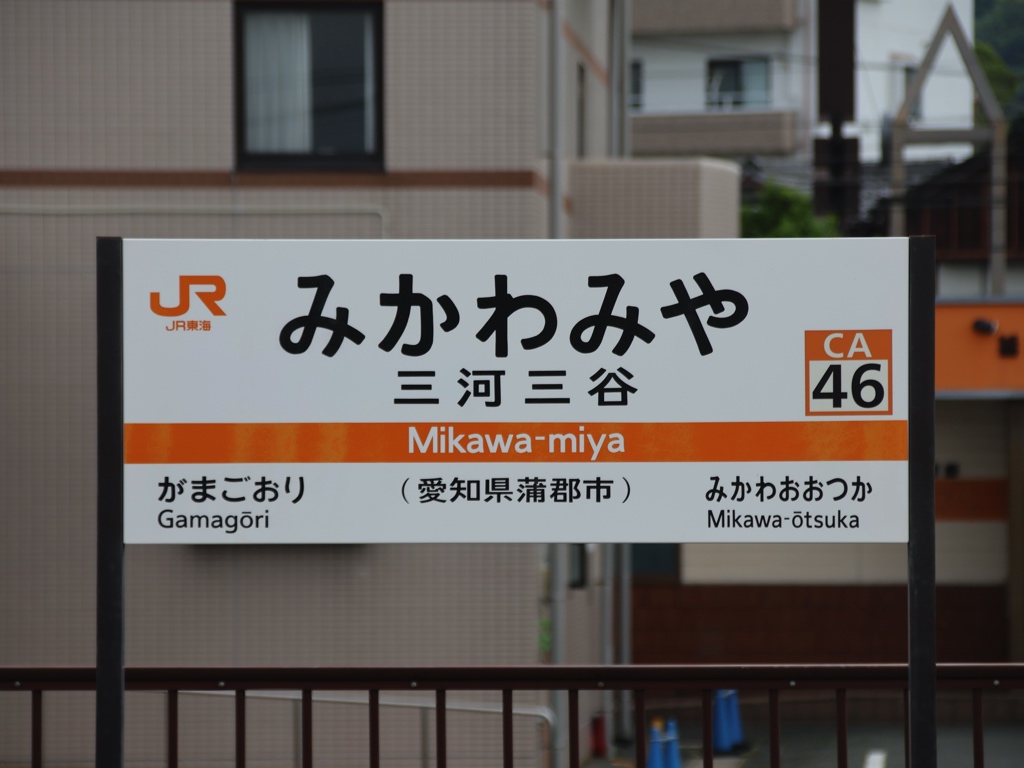 JR
JR東海
みかわみや
三河三谷
CA
46
Mikawa-miya
がまごおり
Gamagōri
(愛知県蒲郡市)
みかわおおつか
Mikawa-ōtsuka